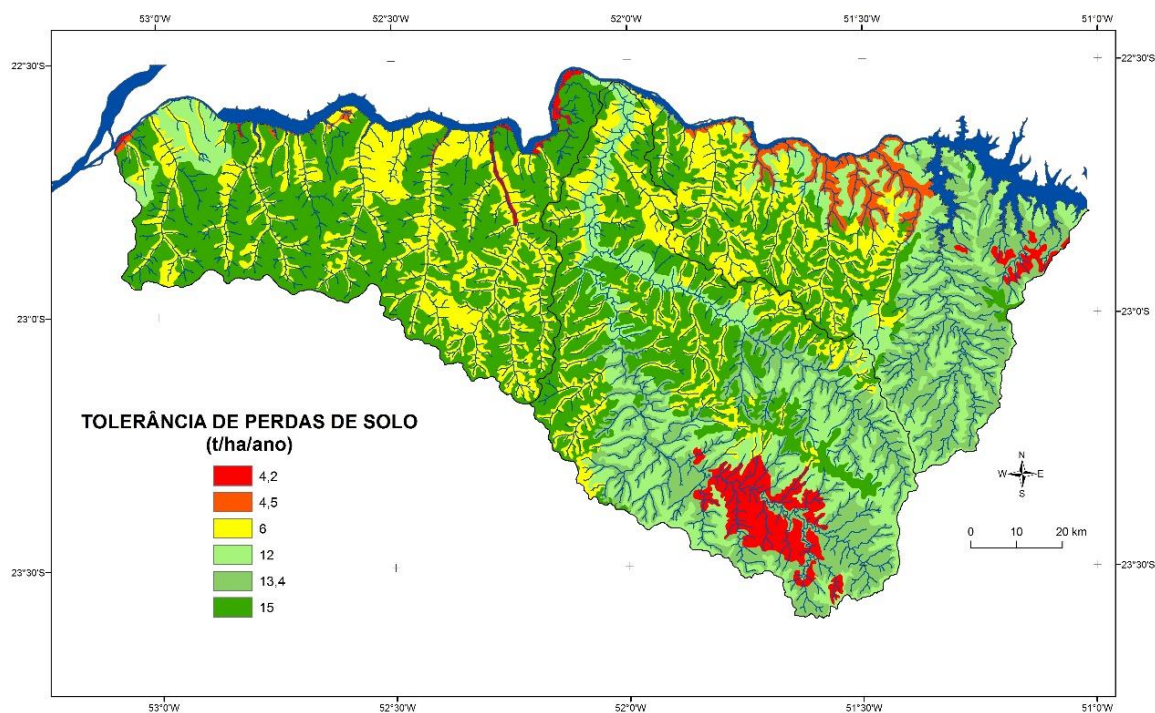 53°0'W 52°30'W 52°0'W 51°30'W 51°0'W
22°30'S 22°30'S
23°0'S 23°0'S
TOLERÂNCIA DE PERDAS DE SOLO
(t/ha/ano)
4,2
4,5
6
12
13,4
15
N
W E
S
0 10 20 km
23°30'S 23°30'S
53°0'W 52°30'W 52°0'W 51°30'W 51°0'W